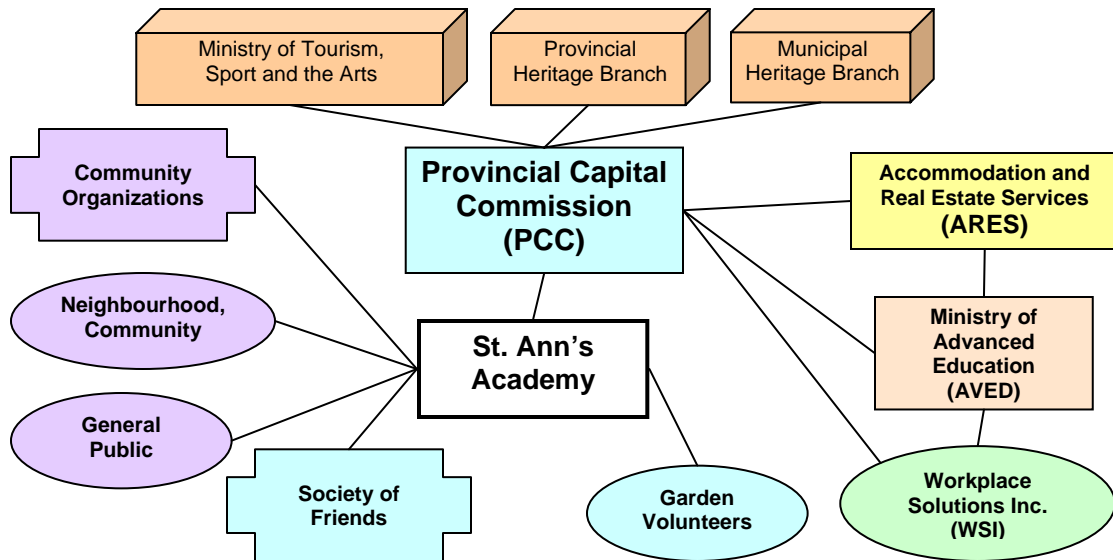 Ministry of Tourism,
Sport and the Arts
Provincial
Heritage Branch
Municipal
Heritage Branch
Community
Organizations
Provincial Capital
Commission
(PCC)
Accommodation and
Real Estate Services
(ARES)
Neighbourhood,
Community
St. Ann’s
Academy
Ministry of
Advanced
Education
(AVED)
General
Public
Society of
Friends
Garden
Volunteers
Workplace
Solutions Inc.
(WSI)